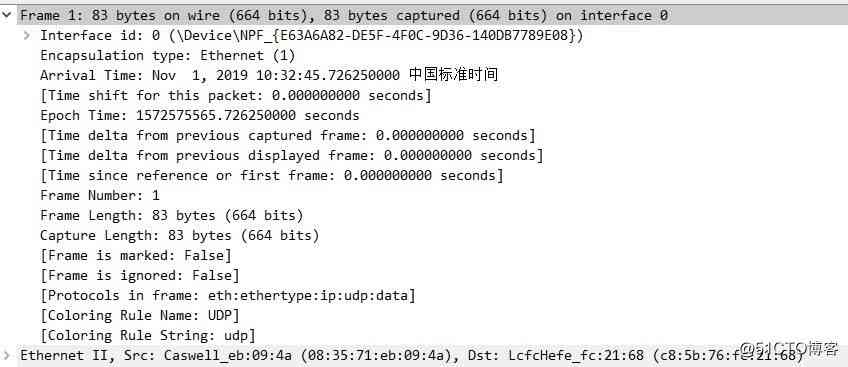 Frame 1: 83 bytes on wire (664 bits), 83 bytes captured (664 bits) on interface 0
Interface id: 0 (\Device\NPF_{E63A6A82-DE5F-4F0C-9D36-140DB7789E08})
Encapsulation type: Ethernet (1)
Arrival Time: Nov  1, 2019 10:32:45.726250000 中国标准时间
[Time shift for this packet: 0.000000000 seconds]
Epoch Time: 1572575565.726250000 seconds
[Time delta from previous captured frame: 0.000000000 seconds]
[Time delta from previous displayed frame: 0.000000000 seconds]
[Time since reference or first frame: 0.000000000 seconds]
Frame Number: 1
Frame Length: 83 bytes (664 bits)
Capture Length: 83 bytes (664 bits)
[Frame is marked: False]
[Frame is ignored: False]
[Protocols in frame: eth:ethertype:ip:udp:data]
[Coloring Rule Name: UDP]
[Coloring Rule String: udp]
Ethernet II, Src: Caswell_eb:09:4a (08:35:71:eb:09:4a), Dst: LcfcHefe_fc:21:68 (c8:5b:76:fc:21:68)
@51CTO博客